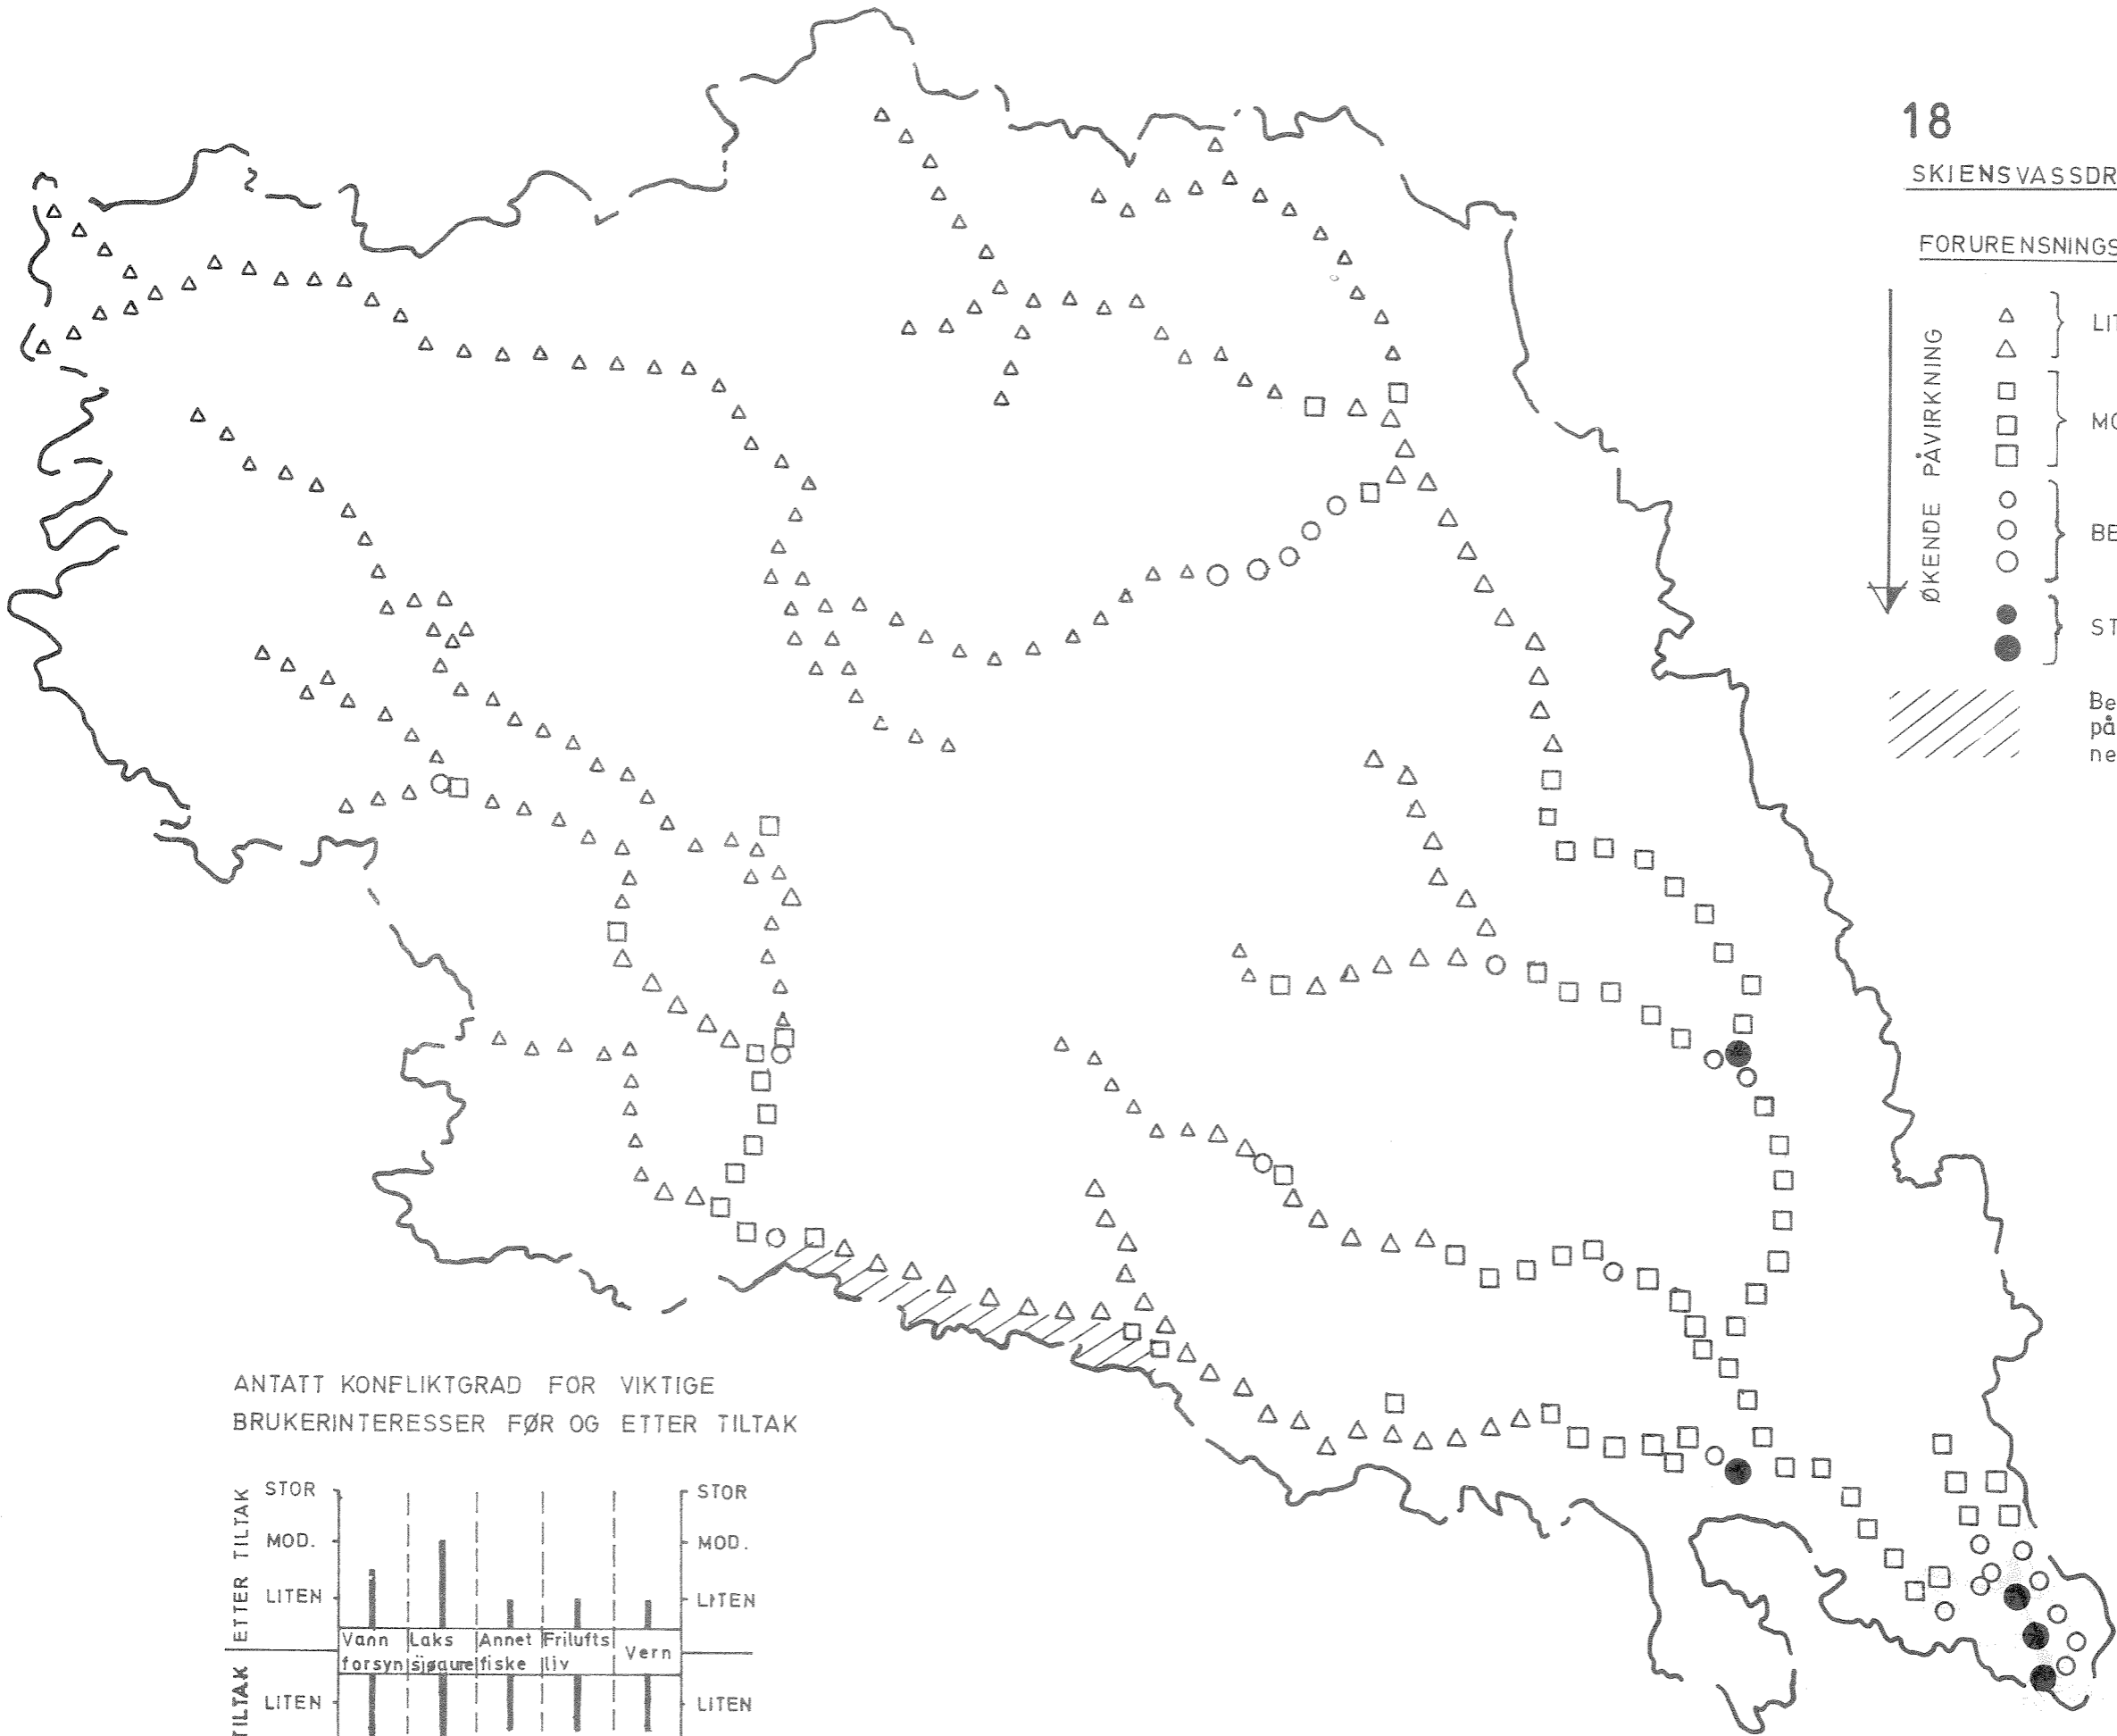 18
SKIENSVASSDR
FORURENSNINGS
ØKENDE PÅVIRKNING
LIT
MO
BE
ST
Be
på
ne
ANTATT KONFLIKTGRAD FOR VIKTIGE
BRUKERINTERESSER FØR OG ETTER TILTAK
ETTER TILTAK
STOR
STOR
MOD.
MOD.
LITEN
LITEN
Vann Laks Annet Frilufts Vern
forsyn sjøaure fiske liv
TILTAK
LITEN
LITEN